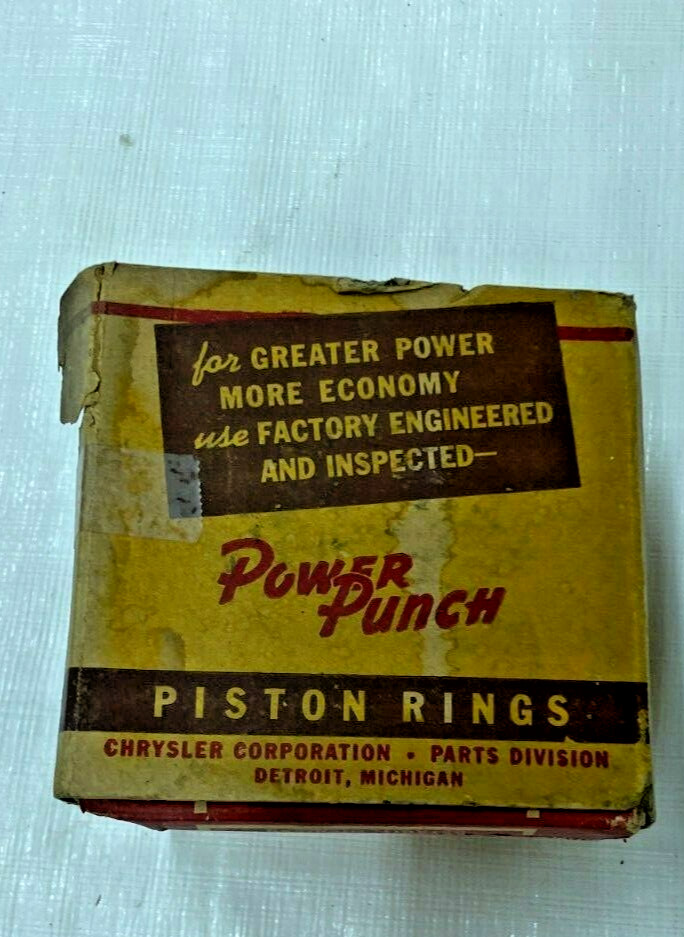 for GREATER POWER
MORE ECONOMY
use FACTORY ENGINEERED
AND INSPECTED—
POWER
PUNCH
PISTON RINGS
CHRYSLER CORPORATION • PARTS DIVISION
DETROIT, MICHIGAN